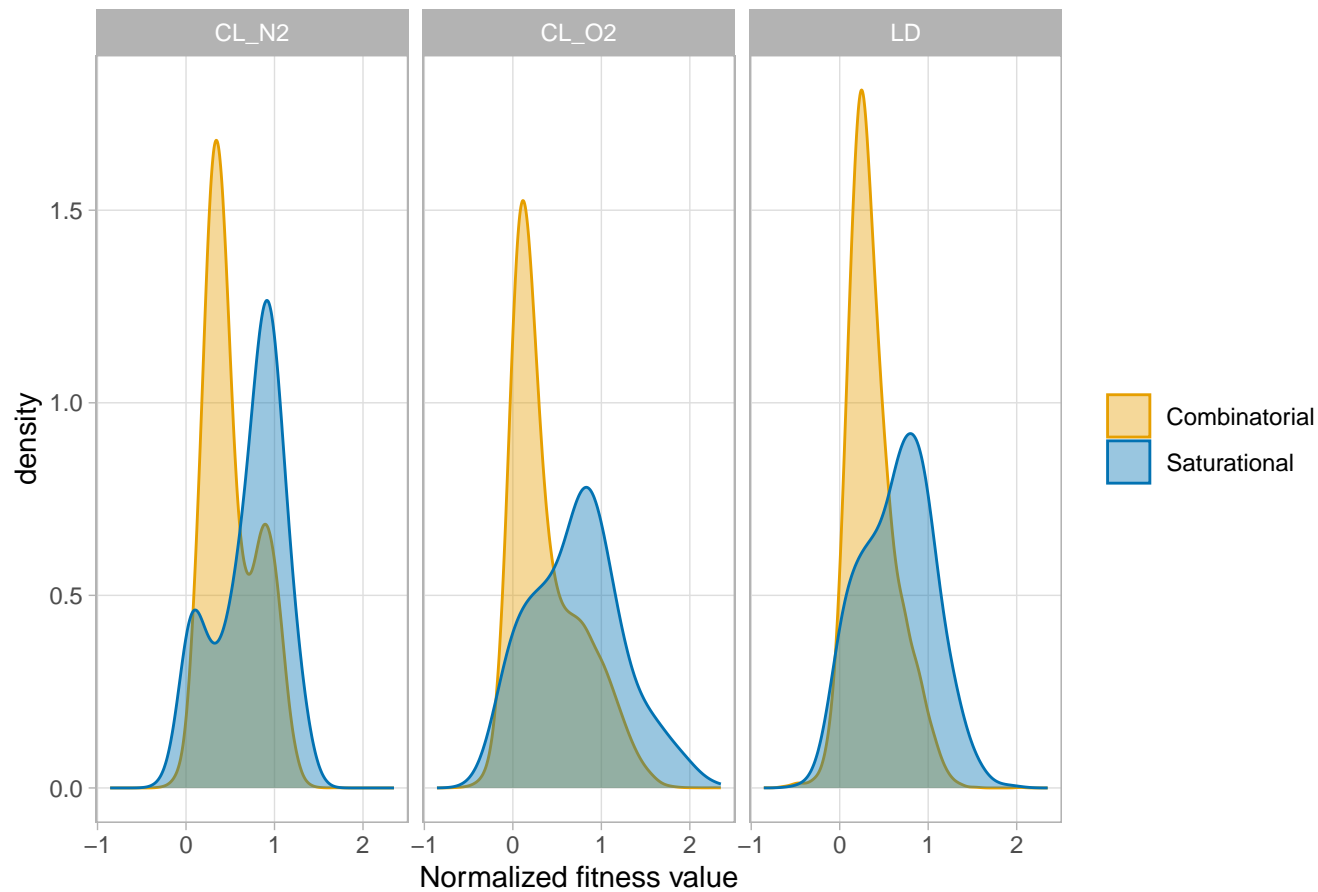 CL_N2 CL_O2 LD
density
1.5
1.0
0.5
0.0
−1 0 1 2 −1 0 1 2 −1 0 1 2
Normalized fitness value
Combinatorial
Saturational